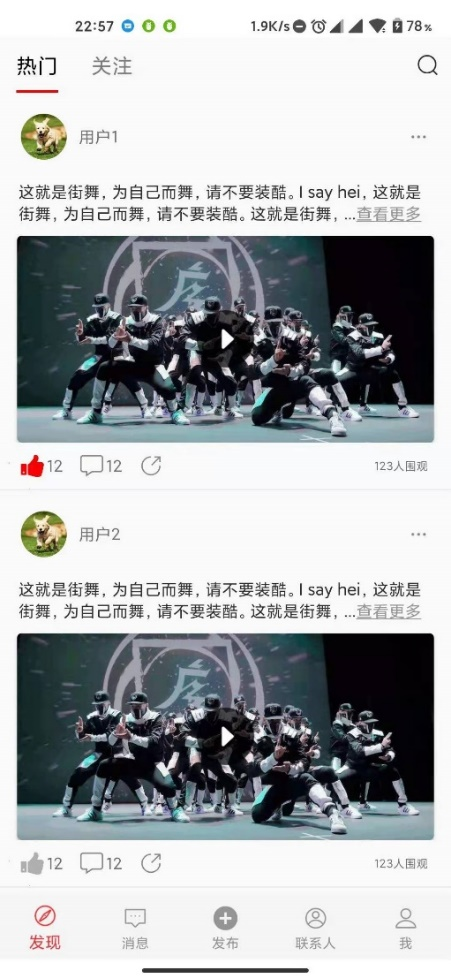 22:57 1.9K/s 78%
热门 关注
用户1
这就是街舞，为自己而舞，请不要装酷。I say hei，这就是
街舞，为自己而舞，请不要装酷。这就是街舞，...查看更多
12 12 123人围观
用户2
这就是街舞，为自己而舞，请不要装酷。I say hei，这就是
街舞，为自己而舞，请不要装酷。这就是街舞，...查看更多
12 12 123人围观
发现 消息 发布 联系人 我